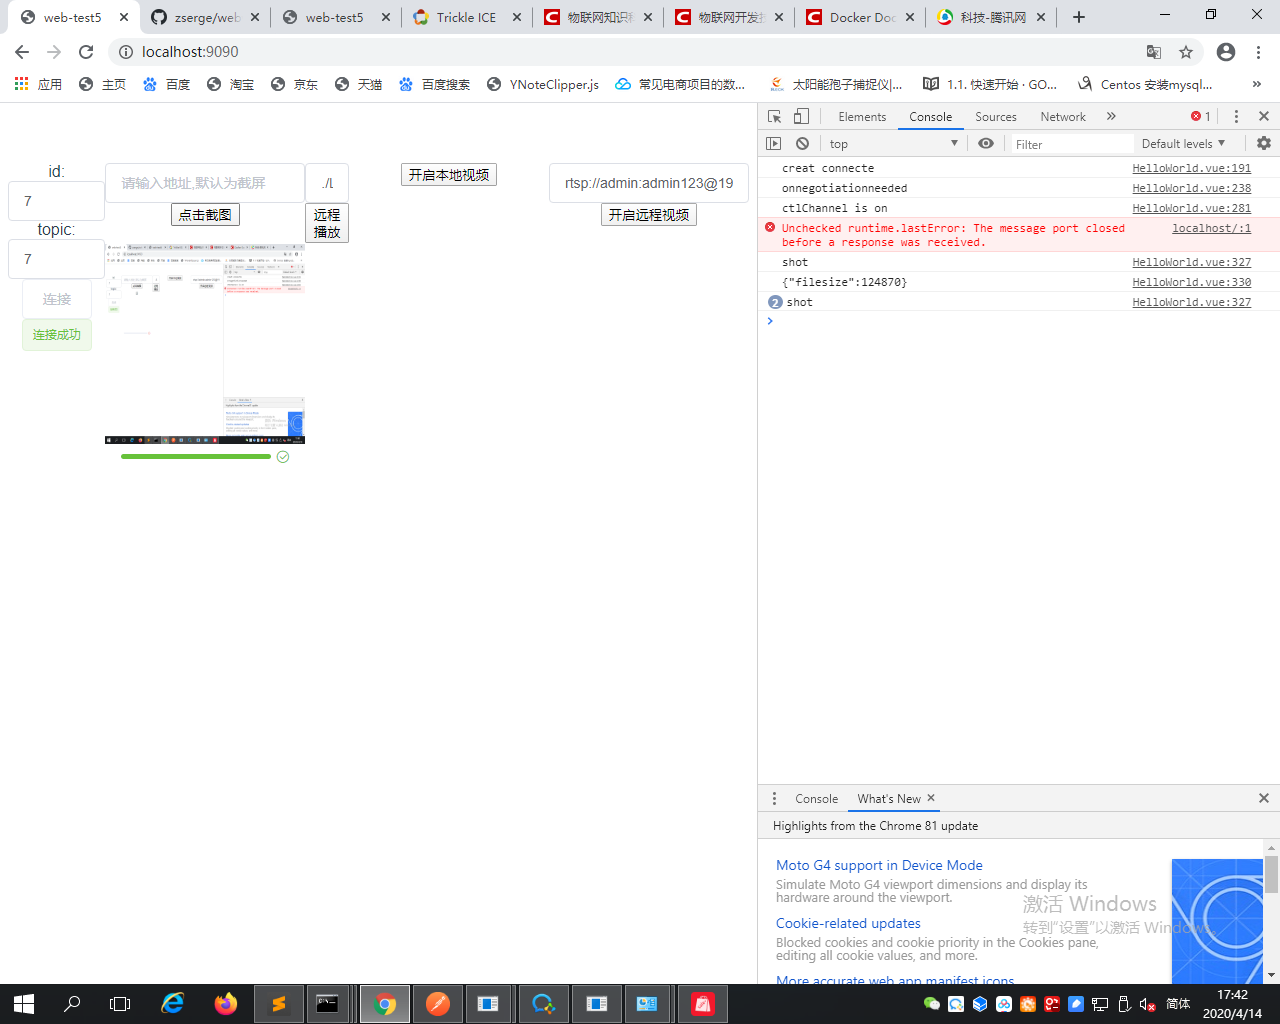 web-test5
zserge/web
web-test5
Trickle ICE
物联网知识
物联网开发
Docker Doc
科技-腾讯网
localhost:9090
应用
主页
百度
淘宝
京东
天猫
百度搜索
YNoteClipper.js
常见电商项目的数...
太阳能孢子捕捉仪|...
1.1. 快速开始 · GO...
Centos 安装mysql...
»
Elements
Console
Sources
Network
»
1
top
Filter
Default levels
id:
7
topic:
7
连接
连接成功
请输入地址,默认为截屏
点击截图
./l
远程
播放
开启本地视频
rtsp://admin:admin123@19
开启远程视频
creat connecte HelloWorld.vue:191
onnegotiationneeded HelloWorld.vue:238
ctlChannel is on HelloWorld.vue:281
Unchecked runtime.lastError: The message port closed localhost/:1
before a response was received.
shot HelloWorld.vue:327
{"filesize":124870} HelloWorld.vue:330
2 shot HelloWorld.vue:327
Console
What's New
Highlights from the Chrome 81 update
Moto G4 support in Device Mode
Simulate Moto G4 viewport dimensions and display its
hardware around the viewport.
Cookie-related updates
Blocked cookies and cookie priority in the Cookies pane,
editing all cookie values, and more.
More accurate web app manifest icons
激活 Windows
转到"设置"以激活 Windows。
简体
17:42
2020/4/14